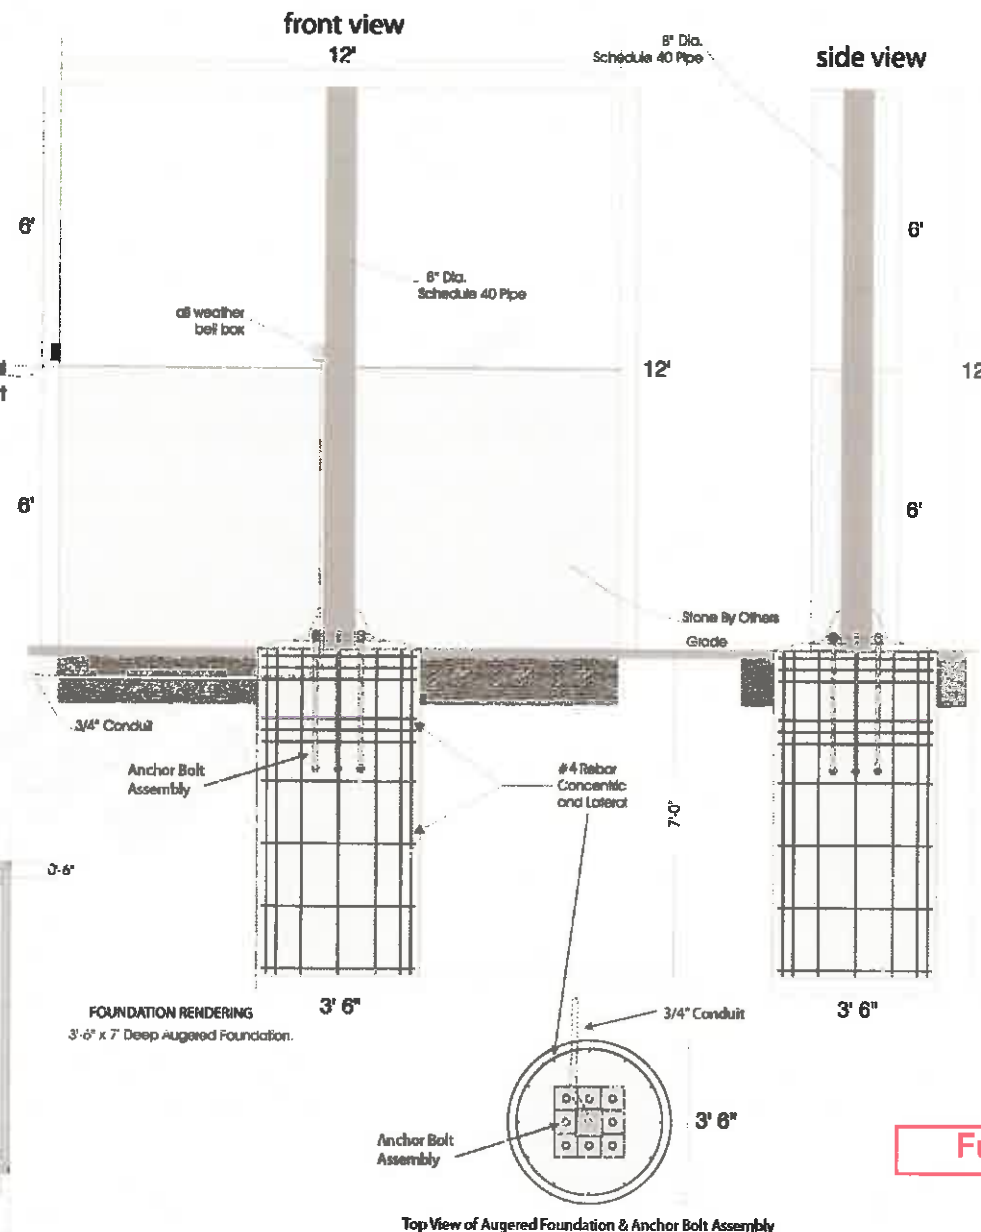 front view
12'
8" Dia.
Schedule 40 Pipe
side view
6'
6'
8" Dia.
Schedule 40 Pipe
all weather
bell box
12'
12
6'
6'
Stone By Others
Grade
3/4" Conduit
Anchor Bolt
Assembly
#4 Rebar
Concentric
and Lateral
7'-0"
0-6"
3' 6"
3' 6"
FOUNDATION RENDERING
3'-6" x 7' Deep Augered Foundation.
3/4" Conduit
3' 6"
Anchor Bolt
Assembly
Top View of Augered Foundation & Anchor Bolt Assembly